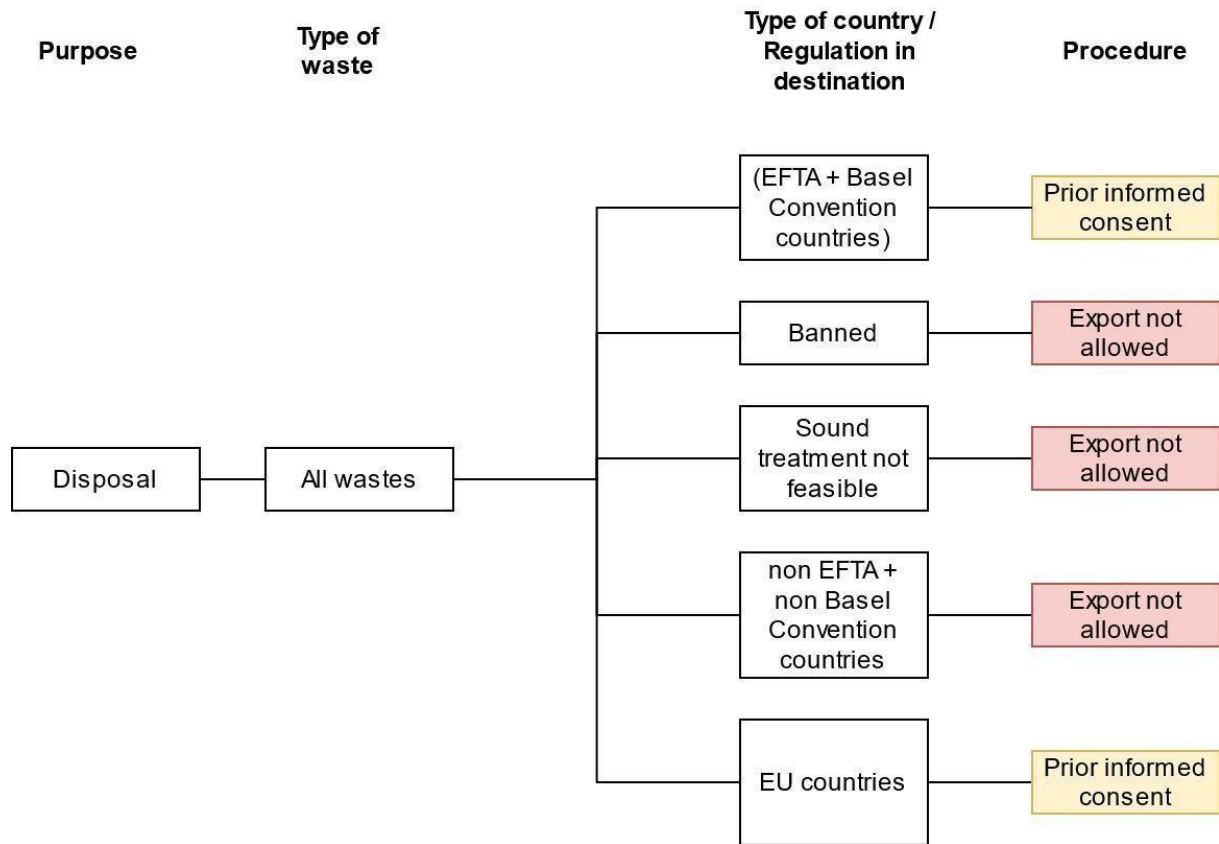 Purpose
Type of
waste
Type of country /
Regulation in
destination
Procedure
(EFTA + Basel
Convention
countries)
Prior informed
consent
Banned
Export not
allowed
Disposal
All wastes
Sound
treatment not
feasible
Export not
allowed
non EFTA +
non Basel
Convention
countries
Export not
allowed
EU countries
Prior informed
consent